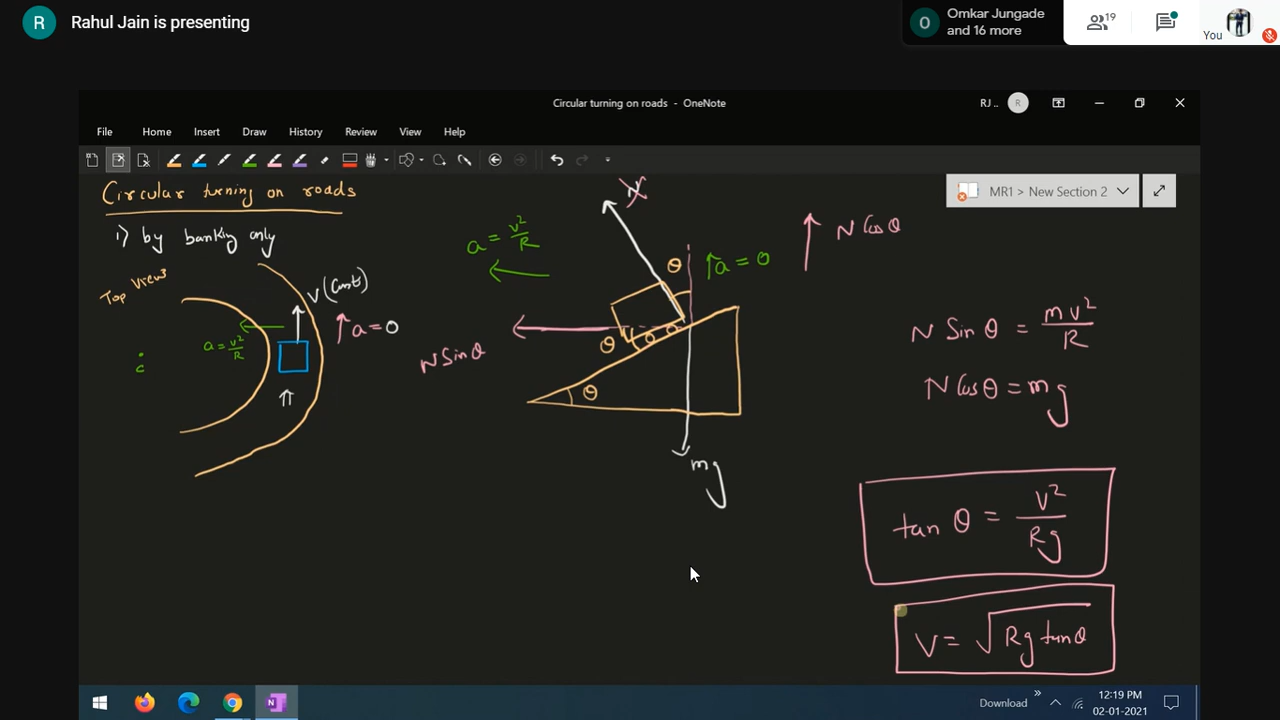 R Rahul Jain is presenting
O Omkar Jungade
and 16 more
19
You
Circular turning on roads - OneNote
RJ .. R
File Home Insert Draw History Review View Help
MR1 > New Section 2
Circular turning on roads
1) by banking only
Top View
V (Const)
a = v²/R
↑a = 0
c
a = v²/R
N
θ
↑a = 0
N Cos θ
N Sin θ
θ
θ
mg
N Sin θ = mv²/R
N Cos θ = mg
tan θ = v²/Rg
V = √Rg tan θ
Download »
12:19 PM
02-01-2021